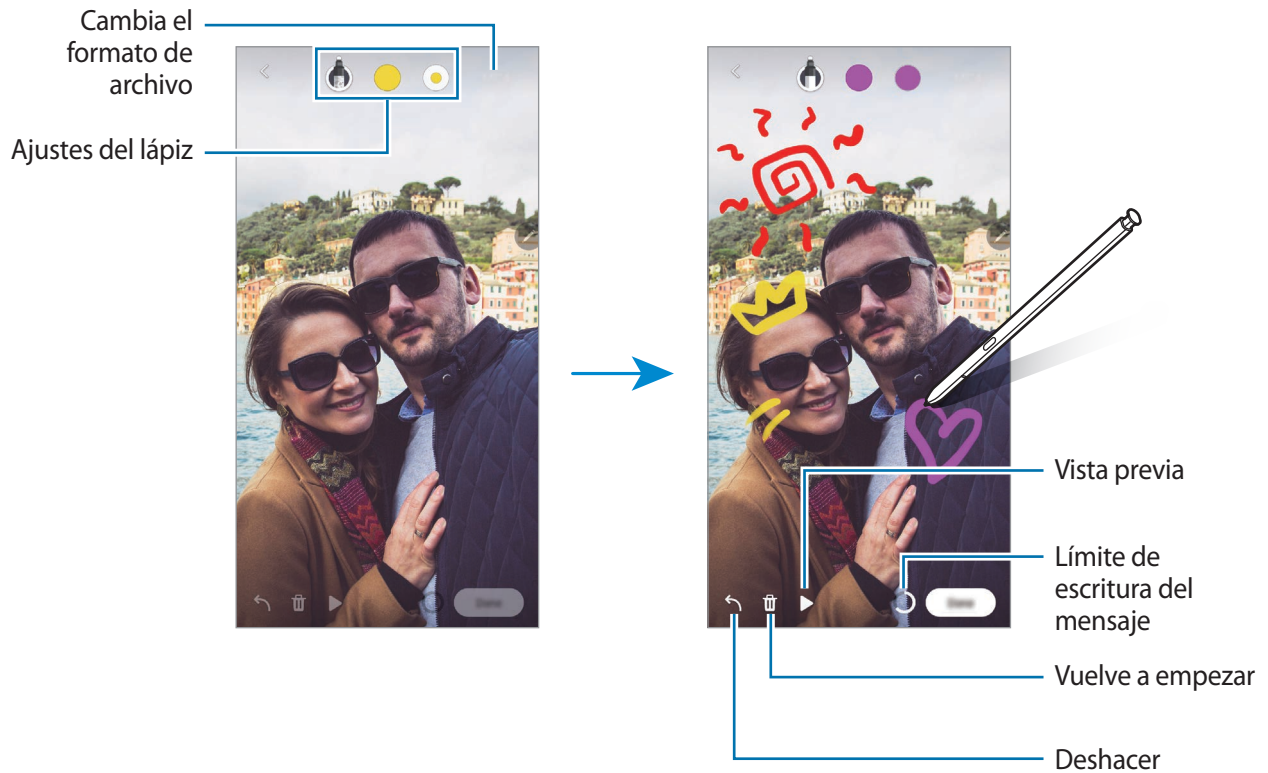 Cambia el
formato de
archivo
Ajustes del lápiz
Vista previa
Límite de
escritura del
mensaje
Vuelve a empezar
Deshacer